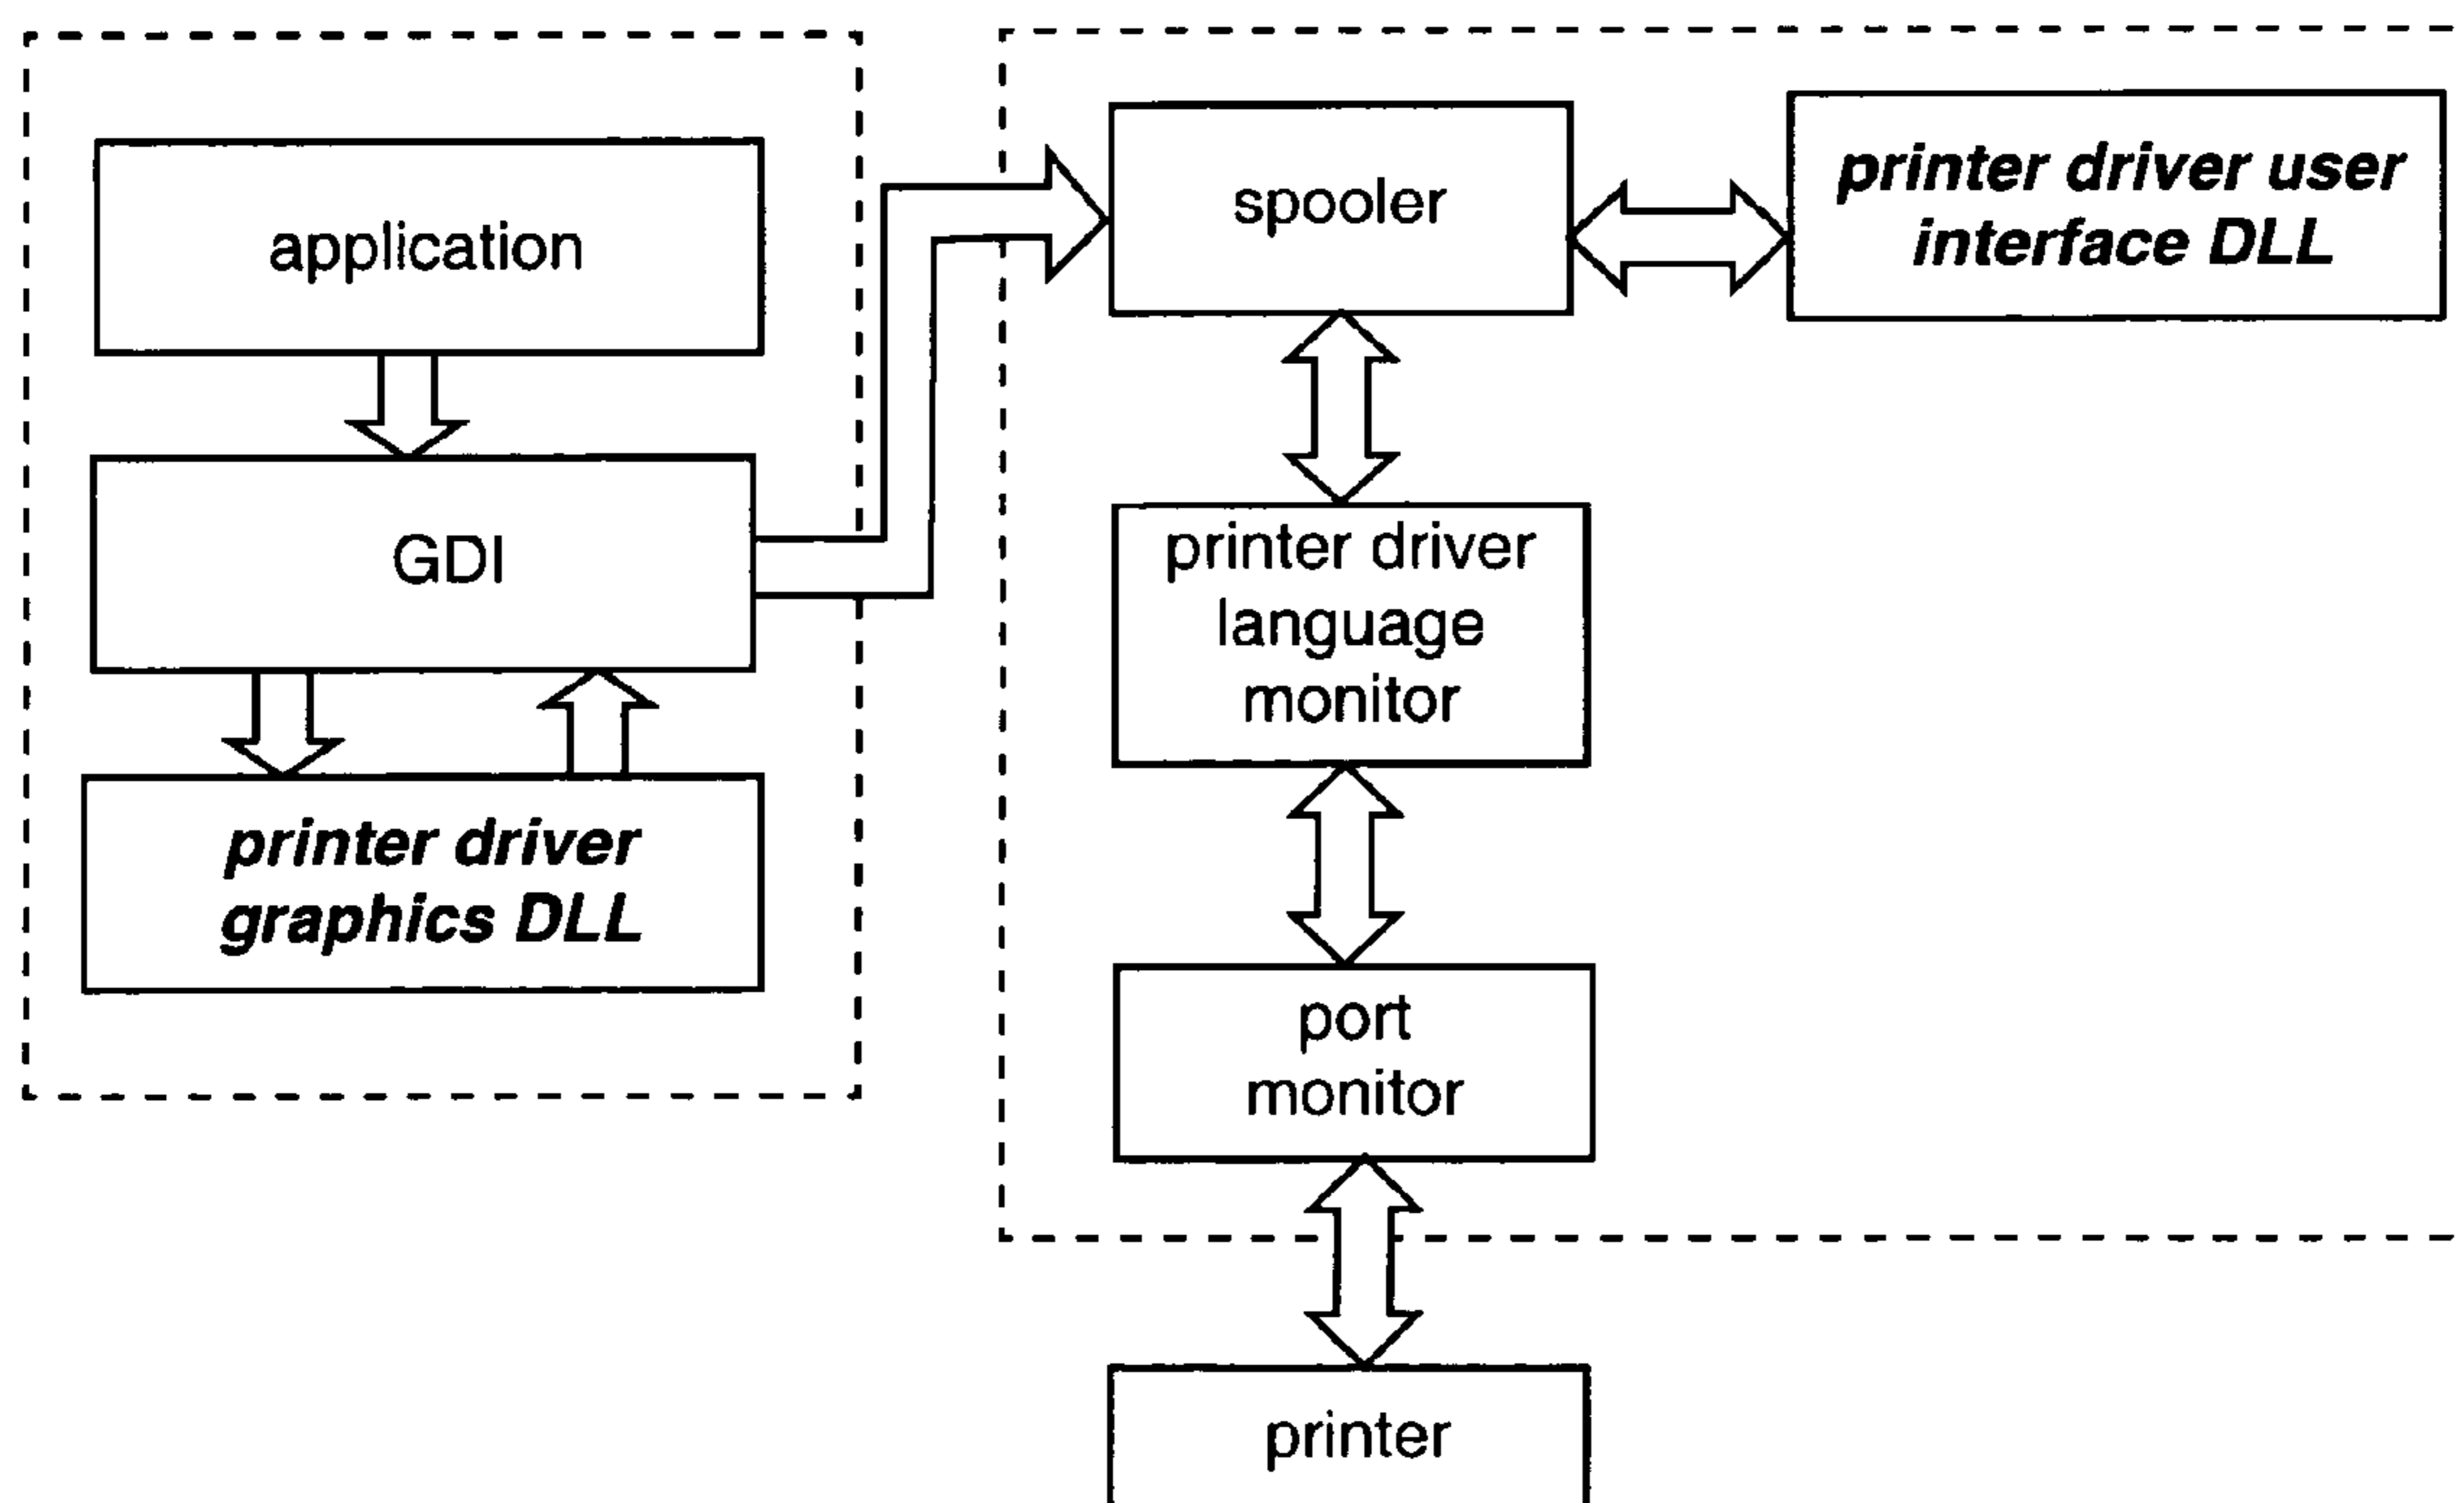 application
GDI
printer driver
graphics DLL
spooler
printer driver user
interface DLL
printer driver
language
monitor
port
monitor
printer